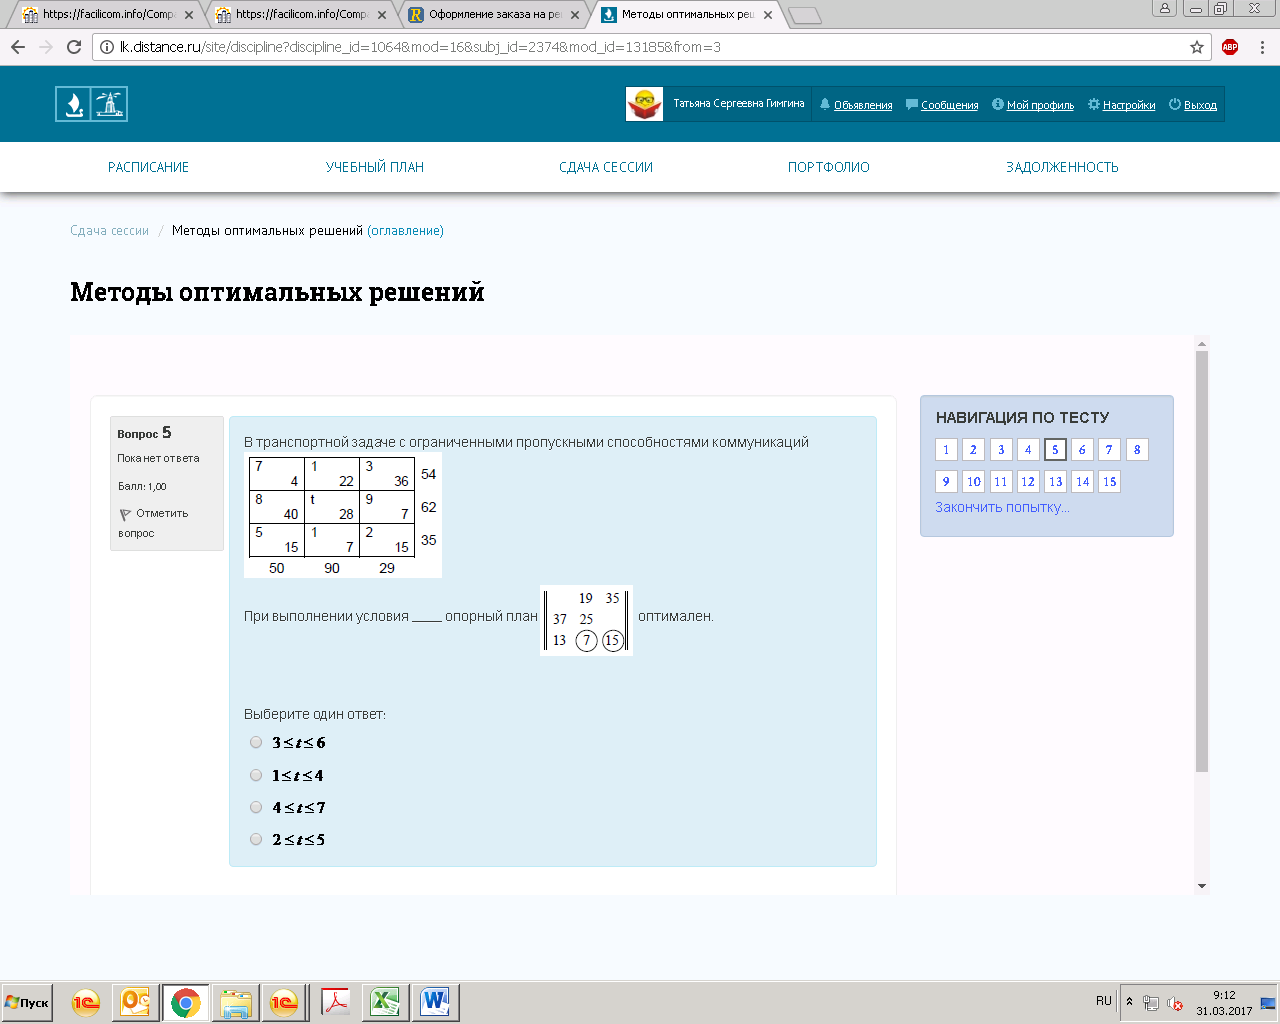 https://facilicom.info/Compa
https://facilicom.info/Compa
Оформление заказа на ре
Методы оптимальных реш
lk.distance.ru/site/discipline?discipline_id=1064&mod=16&subj_id=2374&mod_id=13185&from=3
ABP
Татьяна Сергеевна Гимгина
Объявления
Сообщения
Мой профиль
Настройки
Выход
РАСПИСАНИЕ
УЧЕБНЫЙ ПЛАН
СДАЧА СЕССИИ
ПОРТФОЛИО
ЗАДОЛЖЕННОСТЬ
Сдача сессии / Методы оптимальных решений (оглавление)
Методы оптимальных решений
Вопрос 5
Пока нет ответа
Балл: 1,00
Отметить
вопрос
В транспортной задаче с ограниченными пропускными способностями коммуникаций
7 1 3
4 22 36 54
8 t 9
40 28 7 62
5 1 2
15 7 15 35
50 90 29
19 35
При выполнении условия ____ опорный план 37 25 оптимален.
13 7 15
Выберите один ответ:
3 ≤ t ≤ 6
1 ≤ t ≤ 4
4 ≤ t ≤ 7
2 ≤ t ≤ 5
НАВИГАЦИЯ ПО ТЕСТУ
1 2 3 4 5 6 7 8
9 10 11 12 13 14 15
Закончить попытку...
Пуск
RU
9:12
31.03.2017